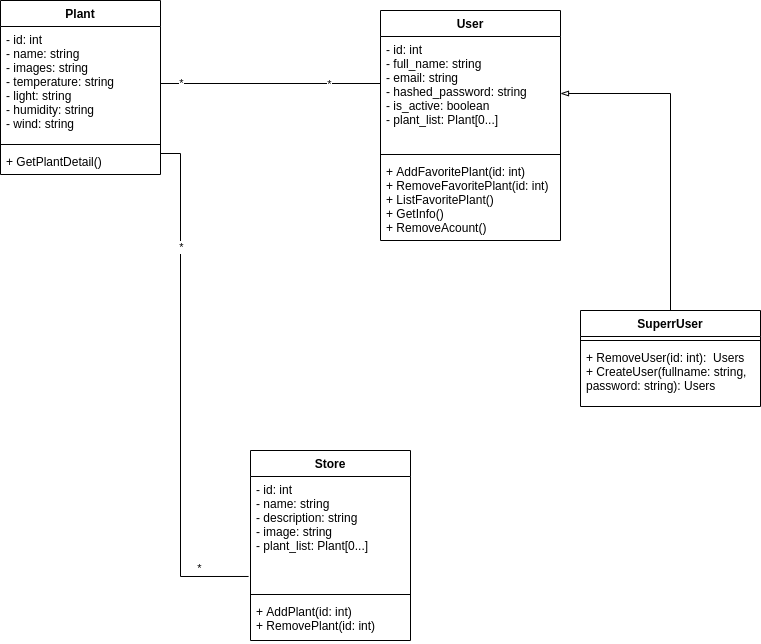 Plant
- id: int
- name: string
- images: string
- temperature: string
- light: string
- humidity: string
- wind: string
+ GetPlantDetail()
*
*
User
- id: int
- full_name: string
- email: string
- hashed_password: string
- is_active: boolean
- plant_list: Plant[0...]
+ AddFavoritePlant(id: int)
+ RemoveFavoritePlant(id: int)
+ ListFavoritePlant()
+ GetInfo()
+ RemoveAcount()
*
SuperrUser
+ RemoveUser(id: int):  Users
+ CreateUser(fullname: string,
password: string): Users
Store
- id: int
- name: string
- description: string
- image: string
- plant_list: Plant[0...]
*
+ AddPlant(id: int)
+ RemovePlant(id: int)